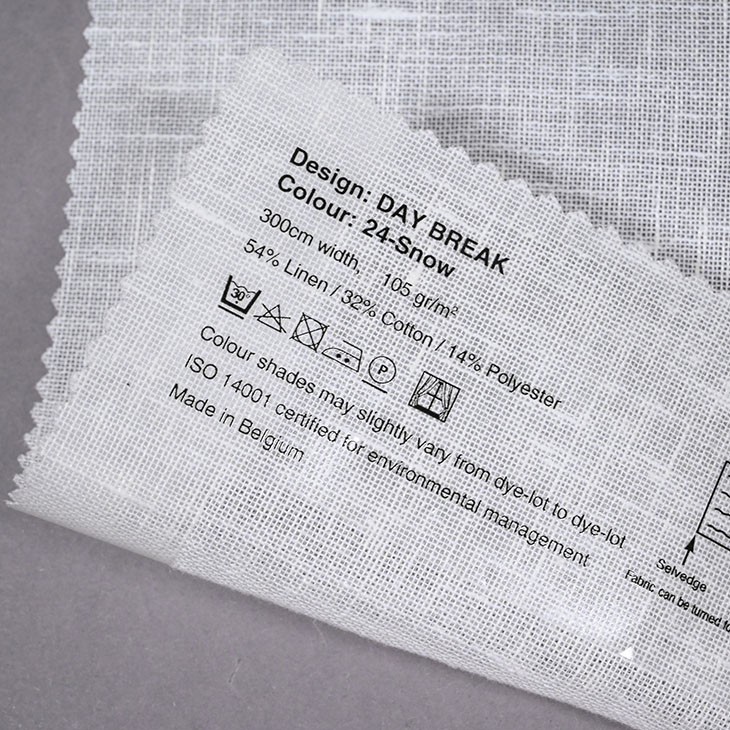 Design: DAY BREAK
Colour: 24-Snow
300cm width, 105 gr/m²
54% Linen / 32% Cotton / 14% Polyester
30°
P
Colour shades may slightly vary from dye-lot to dye-lot
ISO 14001 certified for environmental management
Made in Belgium
Selvedge
Fabric can be turned